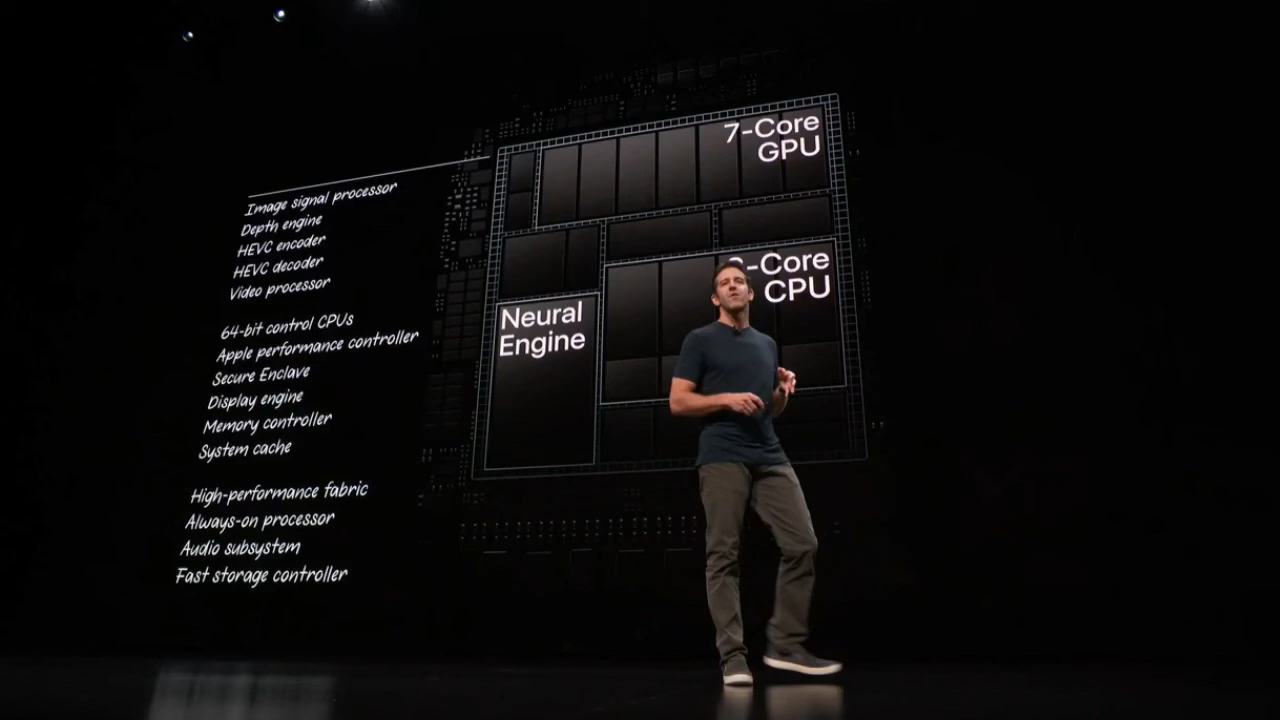 Image signal processor
Depth engine
HEVC encoder
HEVC decoder
Video processor
64-bit control CPUs
Apple performance controller
Secure Enclave
Display engine
Memory controller
System cache
High-performance fabric
Always-on processor
Audio subsystem
Fast storage controller
7-Core
GPU
-Core
CPU
Neural
Engine